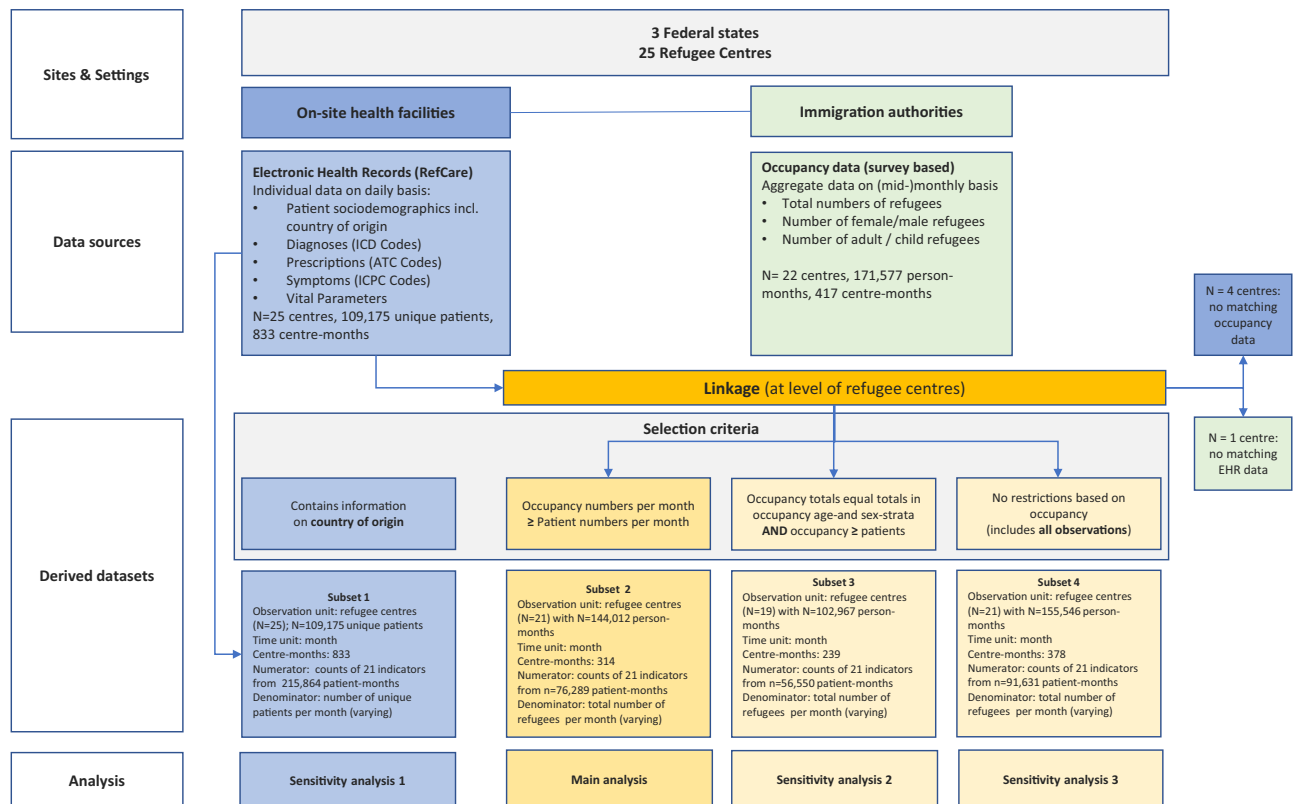 3 Federal states
25 Refugee Centres
Sites & Settings
On-site health facilities
Immigration authorities
Data sources
Electronic Health Records (RefCare)
Individual data on daily basis:
• Patient sociodemographics incl.
country of origin
• Diagnoses (ICD Codes)
• Prescriptions (ATC Codes)
• Symptoms (ICPC Codes)
• Vital Parameters
N=25 centres, 109,175 unique patients,
833 centre-months
Occupancy data (survey based)
Aggregate data on (mid-)monthly basis
• Total numbers of refugees
• Number of female/male refugees
• Number of adult / child refugees
N= 22 centres, 171,577 person-
months, 417 centre-months
N = 4 centres:
no matching
occupancy
data
Linkage (at level of refugee centres)
N = 1 centre:
no matching
EHR data
Derived datasets
Selection criteria
Contains information
on country of origin
Occupancy numbers per month
≥ Patient numbers per month
Occupancy totals equal totals in
occupancy age-and sex-strata
AND occupancy ≥ patients
No restrictions based on
occupancy
(includes all observations)
Subset 1
Observation unit: refugee centres
(N=25); N=109,175 unique patients
Time unit: month
Centre-months: 833
Numerator: counts of 21 indicators
from 215,864 patient-months
Denominator: number of unique
patients per month (varying)
Subset 2
Observation unit: refugee centres
(N=21) with N=144,012 person-
months
Time unit: month
Centre-months: 314
Numerator: counts of 21 indicators
from n=76,289 patient-months
Denominator: total number of
refugees per month (varying)
Subset 3
Observation unit: refugee centres
(N=19) with N=102,967 person-
months
Time unit: month
Centre-months: 239
Numerator: counts of 21 indicators
from n=56,550 patient-months
Denominator: total number of
refugees per month (varying)
Subset 4
Observation unit: refugee centres
(N=21) with N=155,546 person-
months
Time unit: month
Centre-months: 378
Numerator: counts of 21 indicators
from n=91,631 patient-months
Denominator: total number of
refugees per month (varying)
Analysis
Sensitivity analysis 1
Main analysis
Sensitivity analysis 2
Sensitivity analysis 3